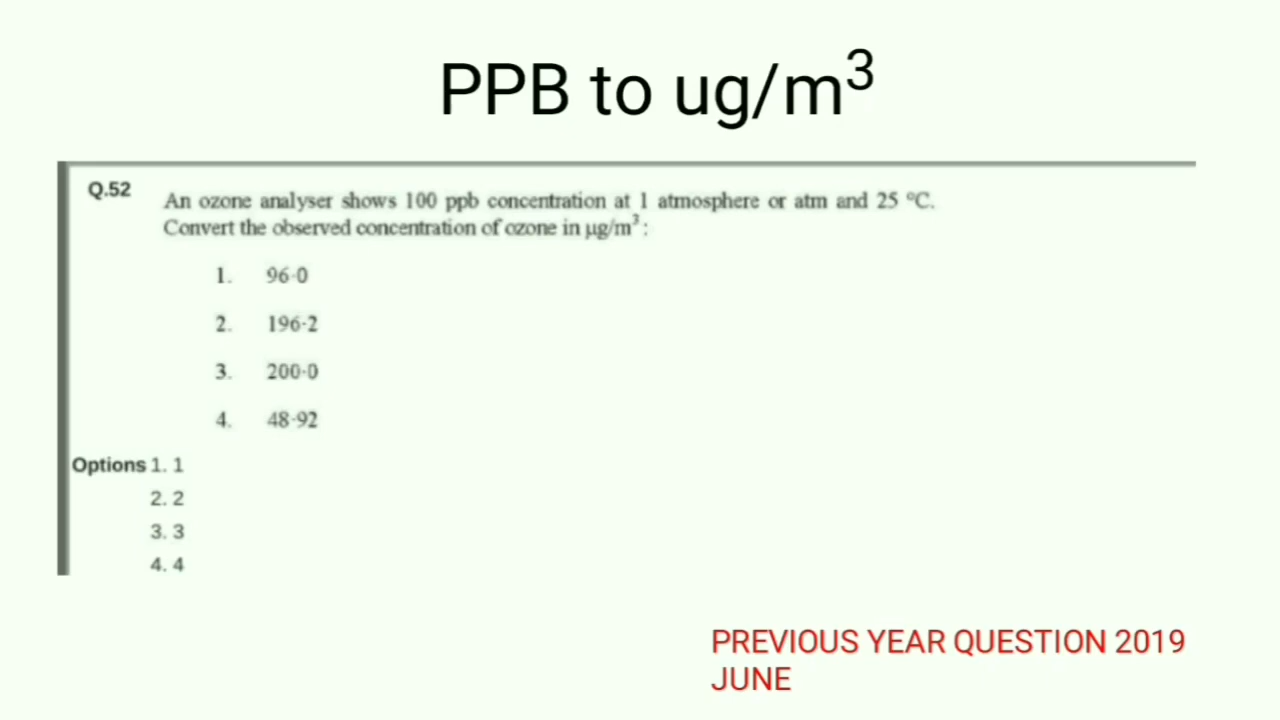 PPB to ug/m³
Q.52
An ozone analyser shows 100 ppb concentration at 1 atmosphere or atm and 25 °C.
Convert the observed concentration of ozone in µg/m³ :
1. 96·0
2. 196·2
3. 200·0
4. 48·92
Options 1. 1
2. 2
3. 3
4. 4
PREVIOUS YEAR QUESTION 2019
JUNE